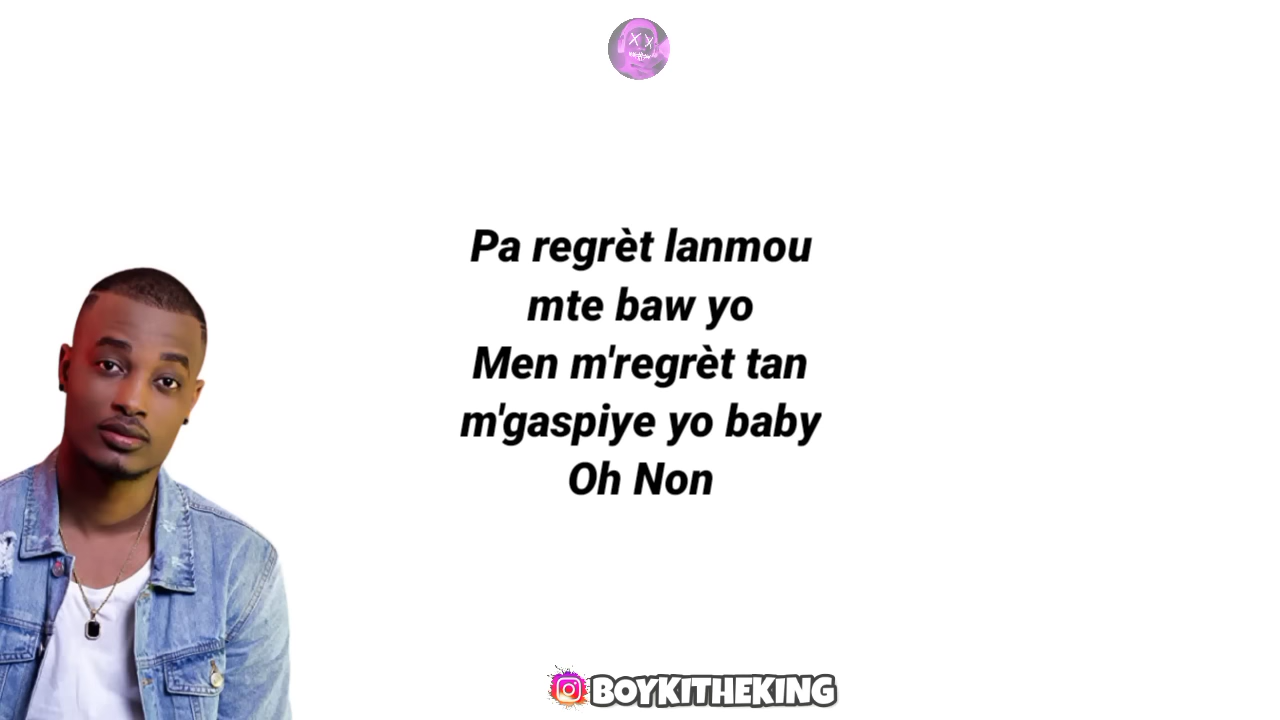 Pa regrèt lanmou
mte baw yo
Men m'regrèt tan
m'gaspiye yo baby
Oh Non
BOYKITHEKING